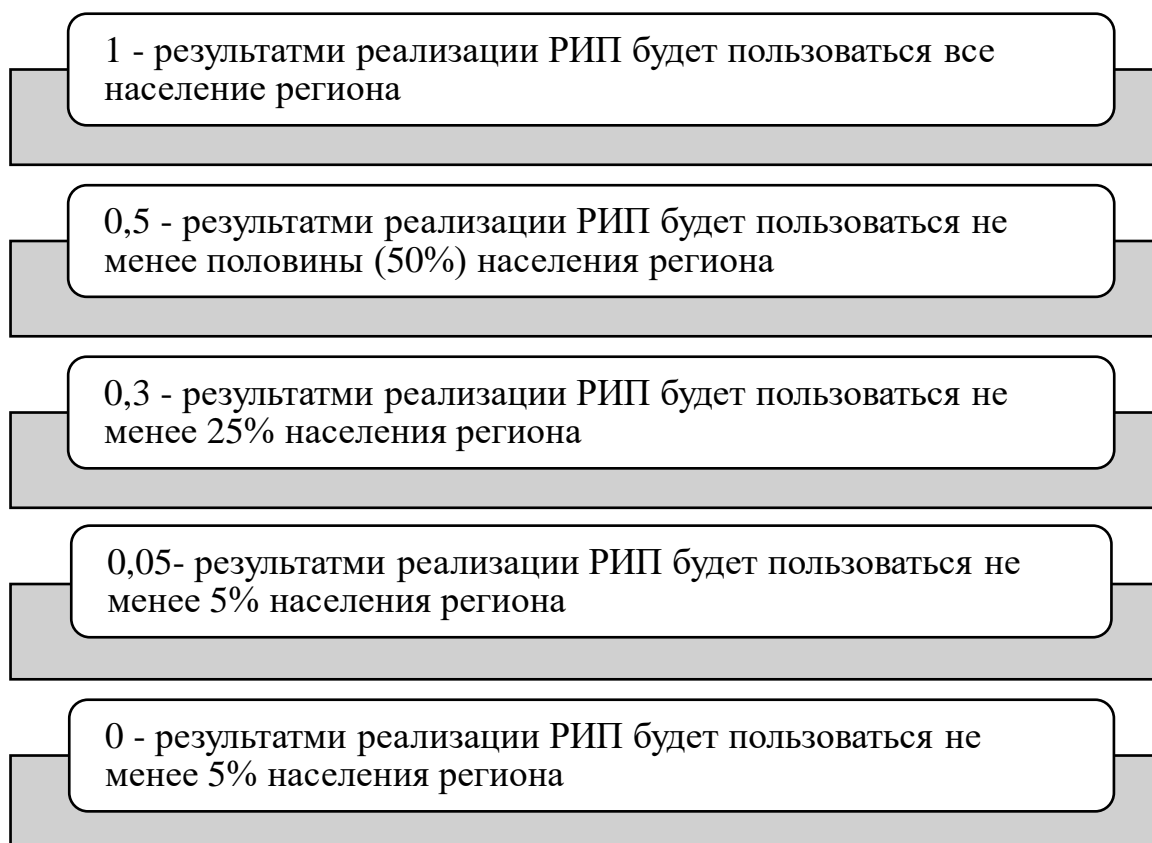 1 - результатми реализации РИП будет пользоваться все
население региона
0,5 - результатми реализации РИП будет пользоваться не
менее половины (50%) населения региона
0,3 - результатми реализации РИП будет пользоваться не
менее 25% населения региона
0,05- результатми реализации РИП будет пользоваться не
менее 5% населения региона
0 - результатми реализации РИП будет пользоваться не
менее 5% населения региона